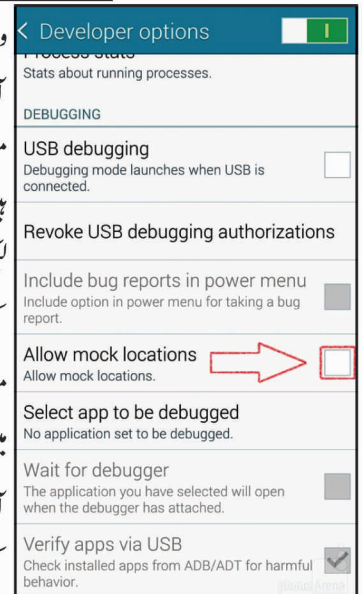 Developer options
Process stats
Stats about running processes.
DEBUGGING
USB debugging
Debugging mode launches when USB is
connected.
Revoke USB debugging authorizations
Include bug reports in power menu
Include option in power menu for taking a bug
report.
Allow mock locations
Allow mock locations.
Select app to be debugged
No application set to be debugged.
Wait for debugger
The application you have selected will open
when the debugger has attached.
Verify apps via USB
Check installed apps from ADB/ADT for harmful
behavior.